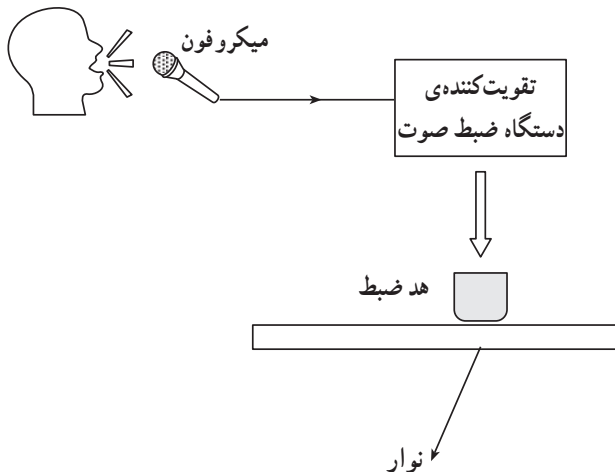 میکروفون
تقویت‌کننده‌ی
دستگاه ضبط صوت
هد ضبط
نوار